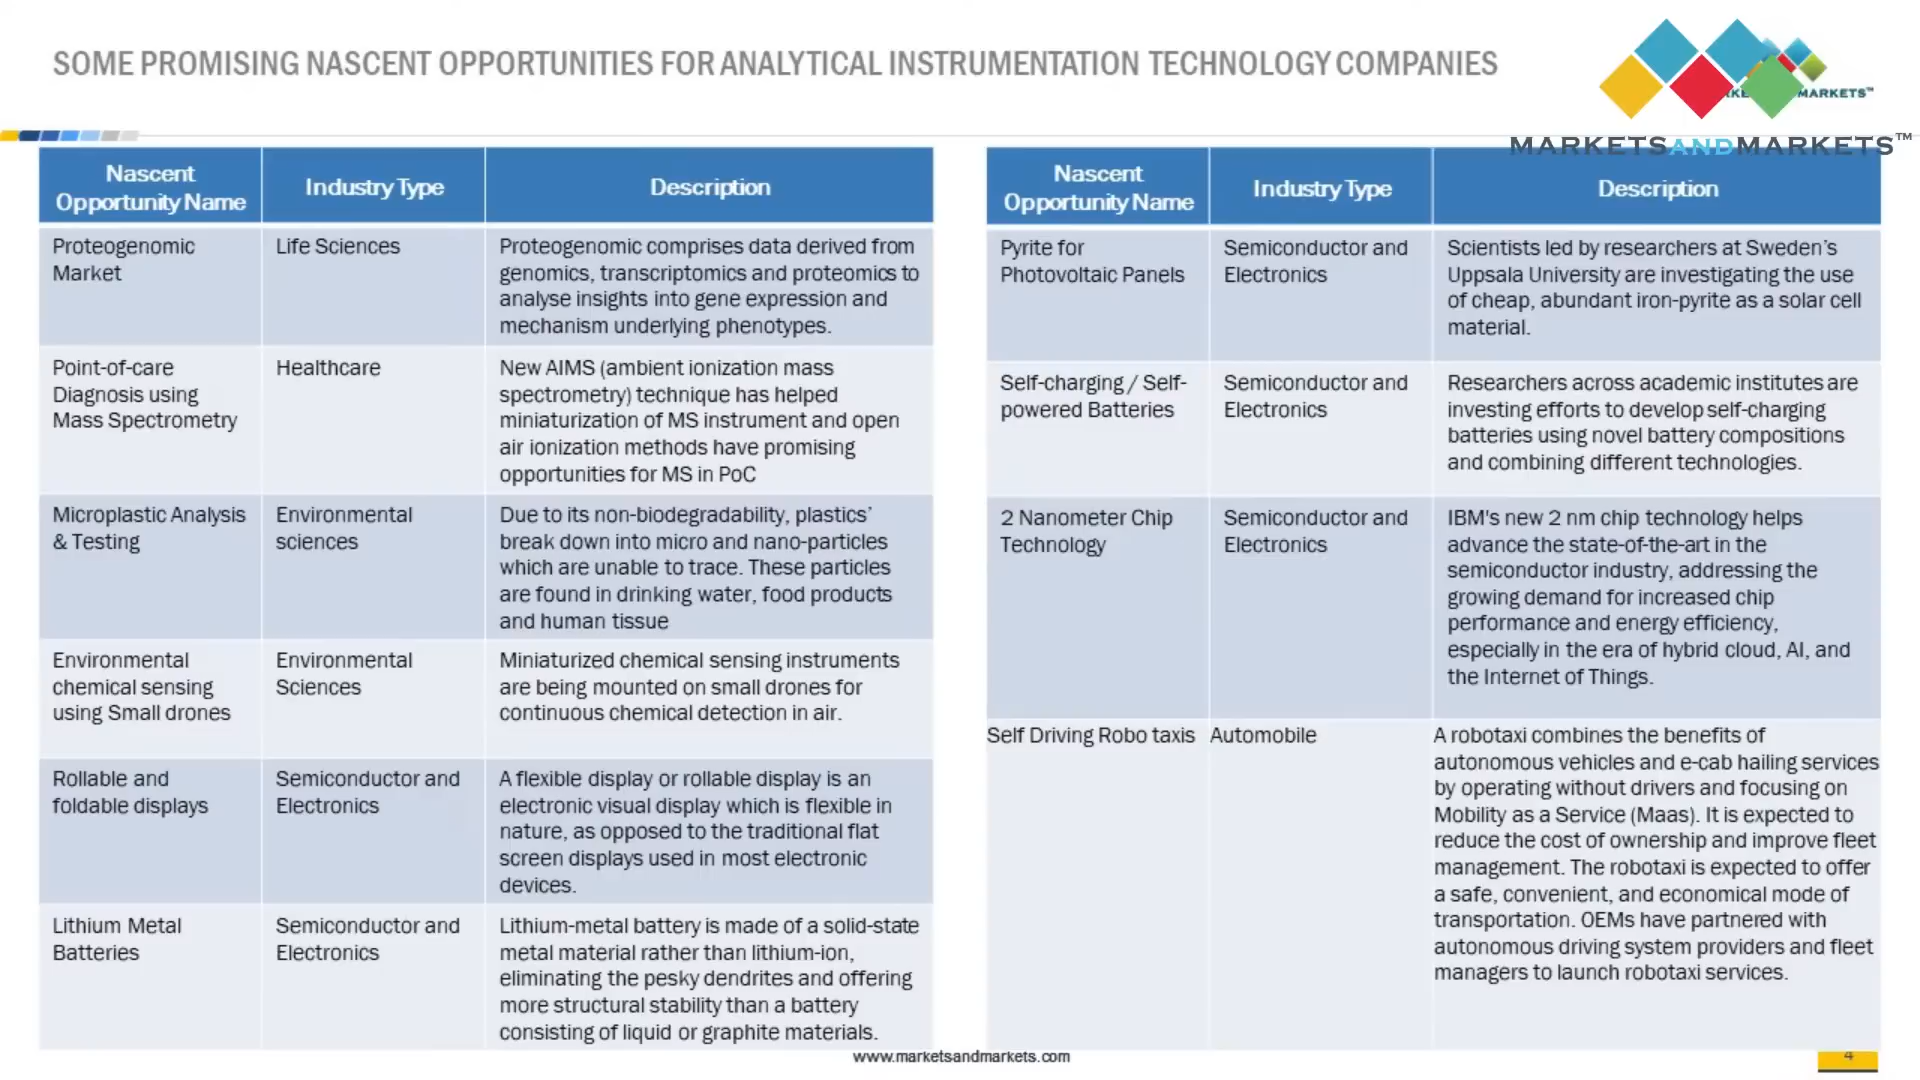 SOME PROMISING NASCENT OPPORTUNITIES FOR ANALYTICAL INSTRUMENTATION TECHNOLOGY COMPANIES
MARKETS™
MARKETSANDMARKETS™
Nascent
Opportunity Name
Industry Type
Description
Proteogenomic
Market
Life Sciences
Proteogenomic comprises data derived from
genomics, transcriptomics and proteomics to
analyse insights into gene expression and
mechanism underlying phenotypes.
Point-of-care
Diagnosis using
Mass Spectrometry
Healthcare
New AIMS (ambient ionization mass
spectrometry) technique has helped
miniaturization of MS instrument and open
air ionization methods have promising
opportunities for MS in PoC
Microplastic Analysis
& Testing
Environmental
sciences
Due to its non-biodegradability, plastics’
break down into micro and nano-particles
which are unable to trace. These particles
are found in drinking water, food products
and human tissue
Environmental
chemical sensing
using Small drones
Environmental
Sciences
Miniaturized chemical sensing instruments
are being mounted on small drones for
continuous chemical detection in air.
Rollable and
foldable displays
Semiconductor and
Electronics
A flexible display or rollable display is an
electronic visual display which is flexible in
nature, as opposed to the traditional flat
screen displays used in most electronic
devices.
Lithium Metal
Batteries
Semiconductor and
Electronics
Lithium-metal battery is made of a solid-state
metal material rather than lithium-ion,
eliminating the pesky dendrites and offering
more structural stability than a battery
consisting of liquid or graphite materials.
Nascent
Opportunity Name
Industry Type
Description
Pyrite for
Photovoltaic Panels
Semiconductor and
Electronics
Scientists led by researchers at Sweden’s
Uppsala University are investigating the use
of cheap, abundant iron-pyrite as a solar cell
material.
Self-charging / Self-
powered Batteries
Semiconductor and
Electronics
Researchers across academic institutes are
investing efforts to develop self-charging
batteries using novel battery compositions
and combining different technologies.
2 Nanometer Chip
Technology
Semiconductor and
Electronics
IBM's new 2 nm chip technology helps
advance the state-of-the-art in the
semiconductor industry, addressing the
growing demand for increased chip
performance and energy efficiency,
especially in the era of hybrid cloud, AI, and
the Internet of Things.
Self Driving Robo taxis
Automobile
A robotaxi combines the benefits of
autonomous vehicles and e-cab hailing services
by operating without drivers and focusing on
Mobility as a Service (Maas). It is expected to
reduce the cost of ownership and improve fleet
management. The robotaxi is expected to offer
a safe, convenient, and economical mode of
transportation. OEMs have partnered with
autonomous driving system providers and fleet
managers to launch robotaxi services.
www.marketsandmarkets.com
4